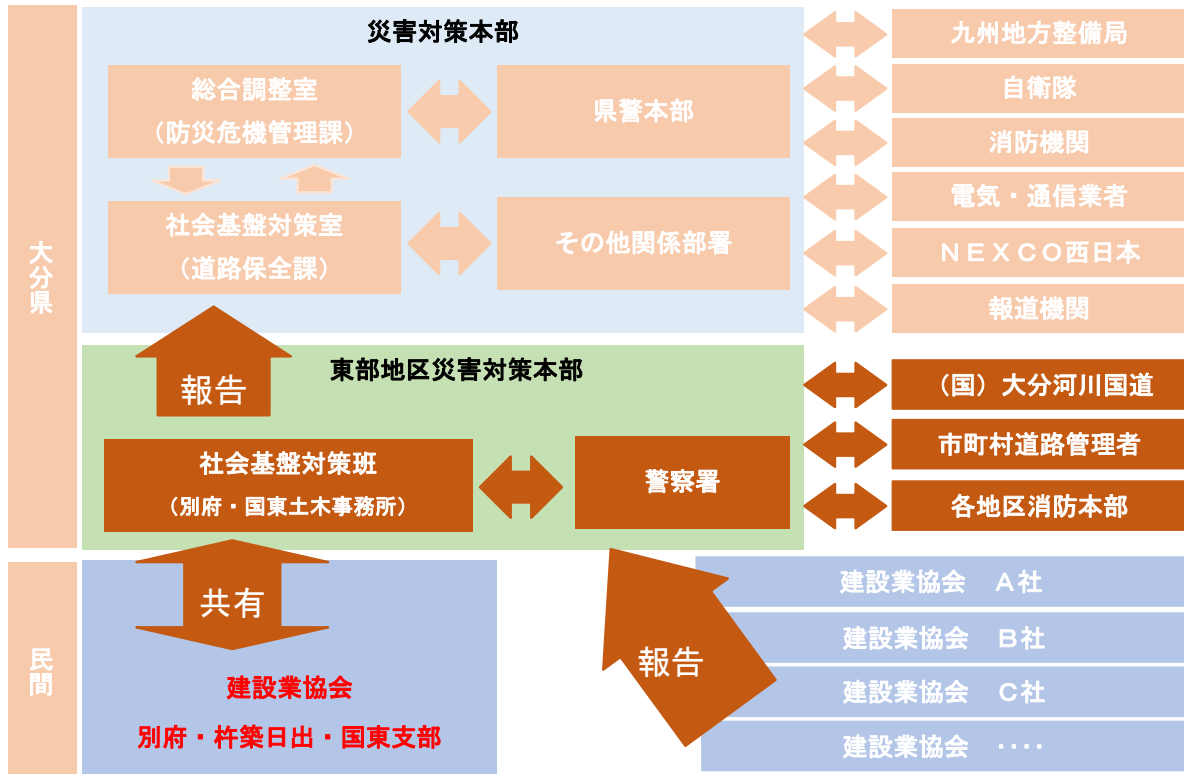 大分県
災害対策本部
総合調整室
（防災危機管理課）
県警本部
社会基盤対策室
（道路保全課）
その他関係部署
九州地方整備局
自衛隊
消防機関
電気・通信業者
ＮＥＸＣＯ西日本
報道機関
報告
東部地区災害対策本部
社会基盤対策班
（別府・国東土木事務所）
警察署
（国）大分河川国道
市町村道路管理者
各地区消防本部
民間
共有
建設業協会
別府・杵築日出・国東支部
報告
建設業協会　Ａ社
建設業協会　Ｂ社
建設業協会　Ｃ社
建設業協会　‥‥